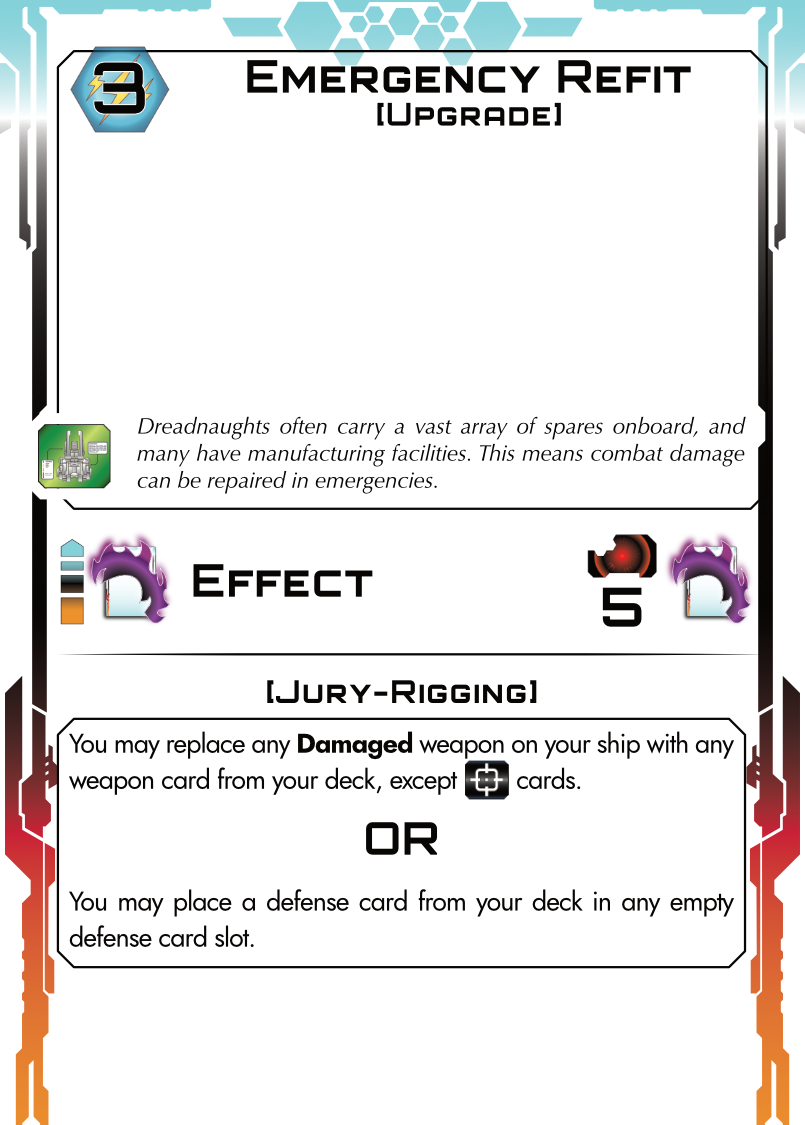 3
EMERGENCY REFIT
[UPGRADE]
Dreadnaughts often carry a vast array of spares onboard, and
many have manufacturing facilities. This means combat damage
can be repaired in emergencies.
EFFECT
5
[JURY-RIGGING]
You may replace any Damaged weapon on your ship with any
weapon card from your deck, except cards.
OR
You may place a defense card from your deck in any empty
defense card slot.